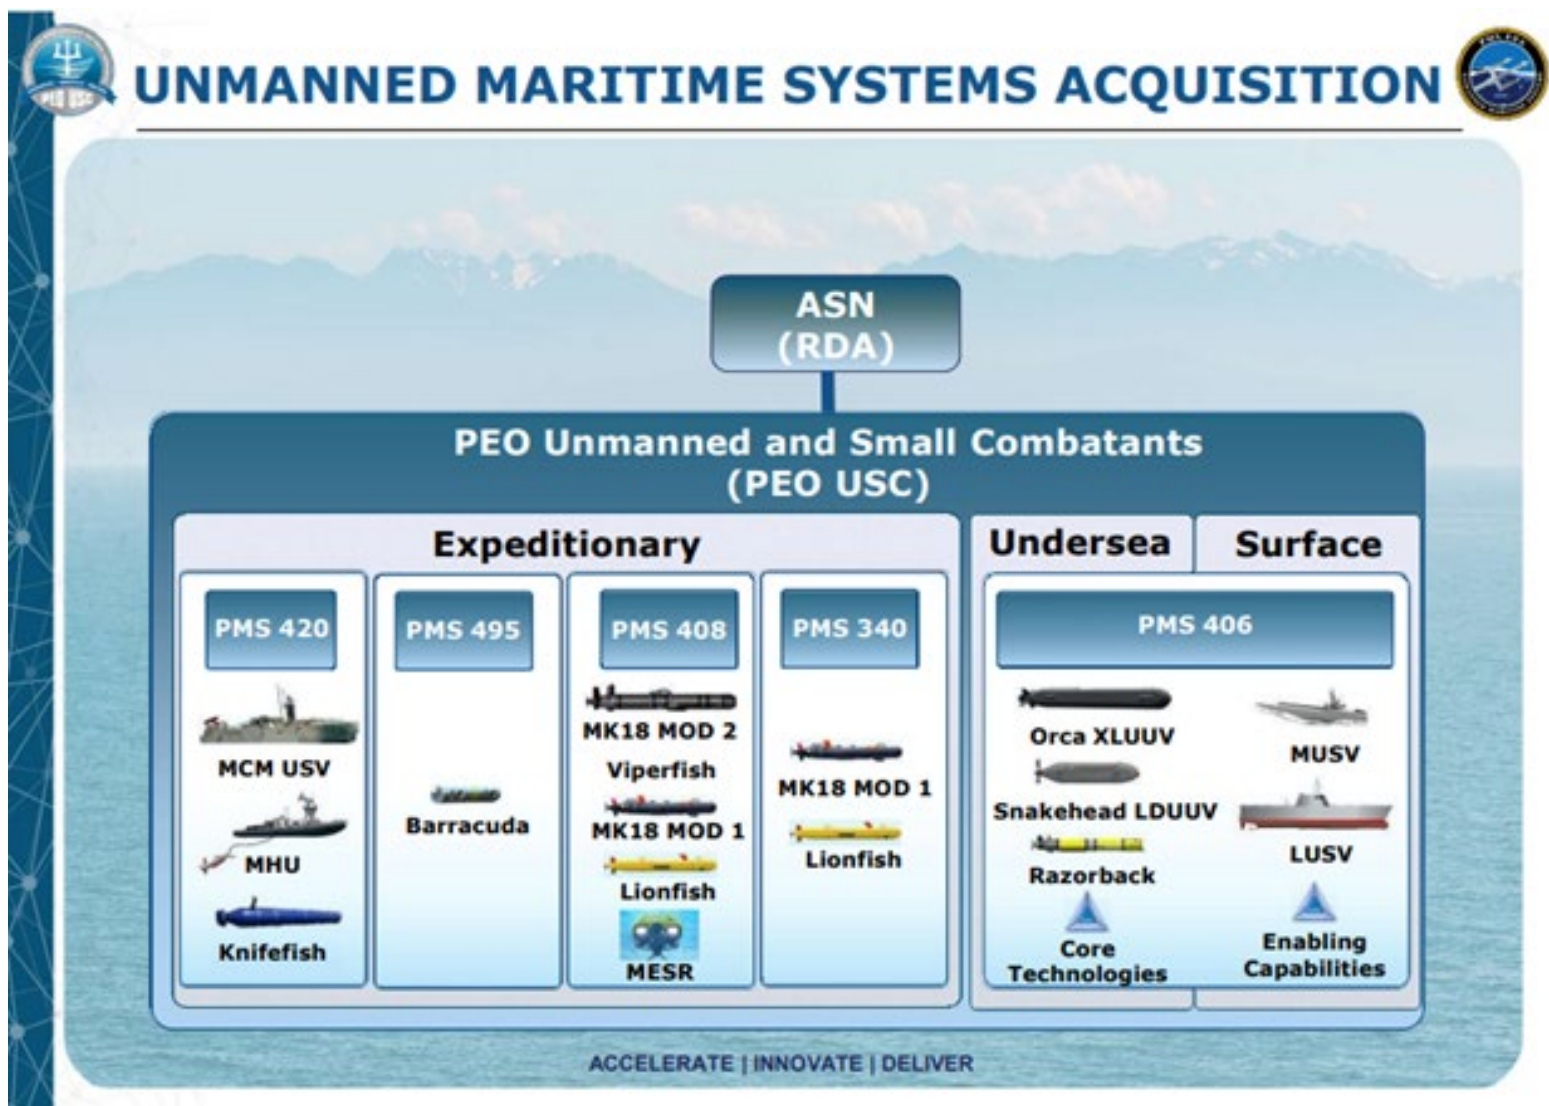 PEO USC
UNMANNED MARITIME SYSTEMS ACQUISITION
ASN
(RDA)
PEO Unmanned and Small Combatants
(PEO USC)
Expeditionary
PMS 420
MCM USV
MHU
Knifefish
PMS 495
Barracuda
PMS 408
MK18 MOD 2
Viperfish
MK18 MOD 1
Lionfish
MESR
PMS 340
MK18 MOD 1
Lionfish
Undersea
Surface
PMS 406
Orca XLUUV
Snakehead LDUUV
Razorback
Core
Technologies
MUSV
LUSV
Enabling
Capabilities
ACCELERATE | INNOVATE | DELIVER